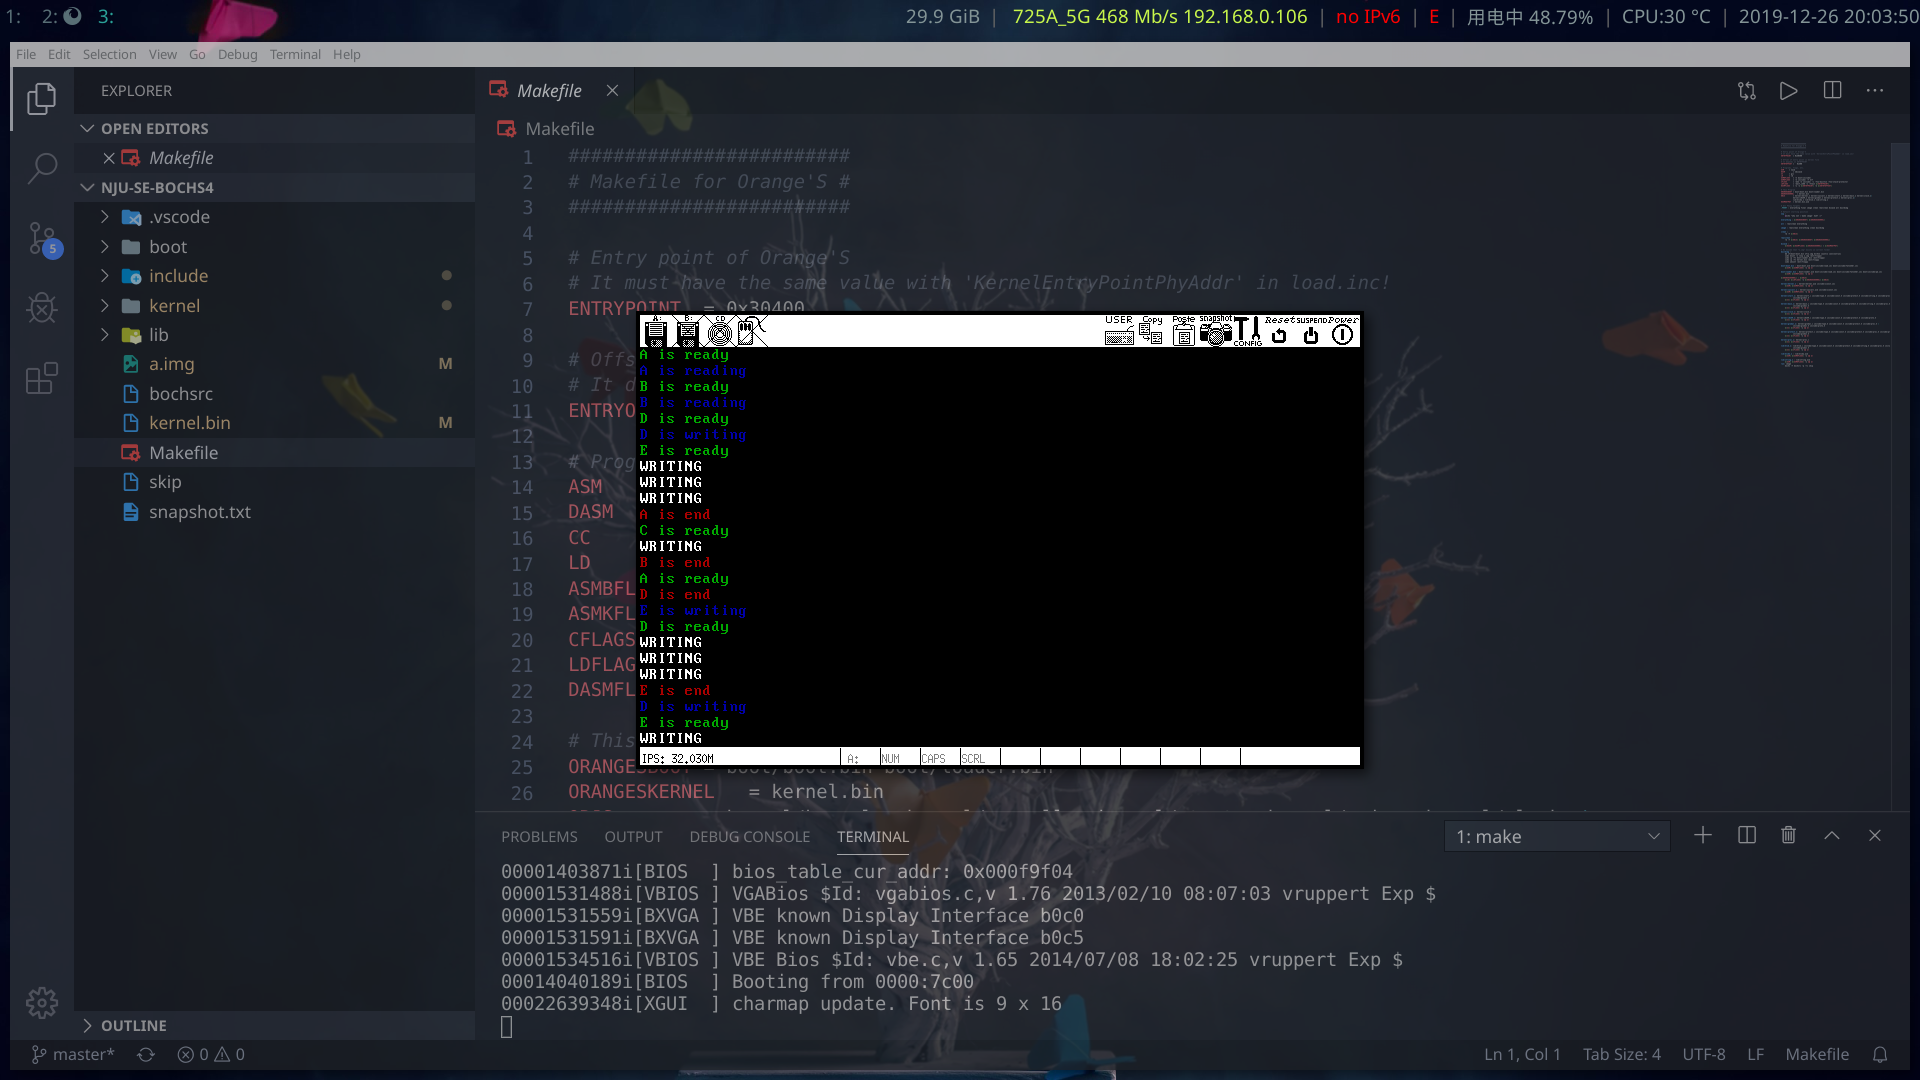 1: 2: 3: 29.9 GiB | 725A_5G 468 Mb/s 192.168.0.106 | no IPv6 | E | 用电中 48.79% | CPU:30 °C | 2019-12-26 20:03:50
File Edit Selection View Go Debug Terminal Help
EXPLORER
OPEN EDITORS
Makefile
NJU-SE-BOCHS4
.vscode
boot
include
kernel
lib
a.img M
bochsrc
kernel.bin M
Makefile
skip
snapshot.txt
OUTLINE
5
Makefile
Makefile
1 #########################
2 # Makefile for Orange'S #
3 #########################
4
5 # Entry point of Orange'S
6 # It must have the same value with 'KernelEntryPointPhyAddr' in load.inc!
7 ENTRYPOINT = 0x30400
8
9 # Offs
10 # It d
11 ENTRYO
12
13 # Prog
14 ASM
15 DASM
16 CC
17 LD
18 ASMBFL
19 ASMKFL
20 CFLAGS
21 LDFLAG
22 DASMFL
23
24 # This
25 ORANGESBOOT = boot/boot.bin boot/loader.bin
26 ORANGESKERNEL = kernel.bin
A: B: CD USER Copy Paste snapshot CONFIG Reset SUSPEND Power
A is ready
A is reading
B is ready
D is reading
D is ready
D is writing
E is ready
WRITING
WRITING
WRITING
A is end
C is ready
WRITING
B is end
A is ready
D is end
E is writing
D is ready
WRITING
WRITING
WRITING
E is end
D is writing
E is ready
WRITING
IPS: 32.030M A: NUM CAPS SCRL
PROBLEMS OUTPUT DEBUG CONSOLE TERMINAL 1: make
00001403871i[BIOS ] bios_table_cur_addr: 0x000f9f04
00001531488i[VBIOS ] VGABios $Id: vgabios.c,v 1.76 2013/02/10 08:07:03 vruppert Exp $
00001531559i[BXVGA ] VBE known Display Interface b0c0
00001531591i[BXVGA ] VBE known Display Interface b0c5
00001534516i[VBIOS ] VBE Bios $Id: vbe.c,v 1.65 2014/07/08 18:02:25 vruppert Exp $
00014040189i[BIOS ] Booting from 0000:7c00
00022639348i[XGUI ] charmap update. Font is 9 x 16
master* 0 0 Ln 1, Col 1 Tab Size: 4 UTF-8 LF Makefile